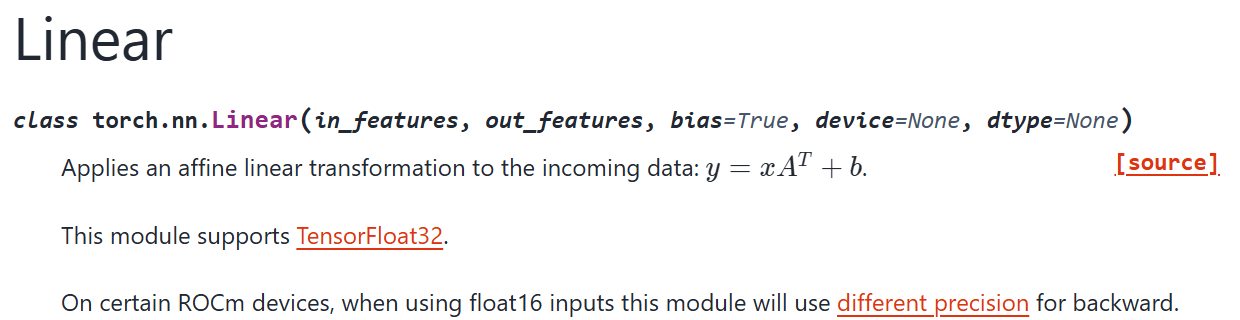 Linear
class torch.nn.Linear(in_features, out_features, bias=True, device=None, dtype=None)
Applies an affine linear transformation to the incoming data: y = xAᵀ + b.
[source]
This module supports TensorFloat32.
On certain ROCm devices, when using float16 inputs this module will use different precision for backward.